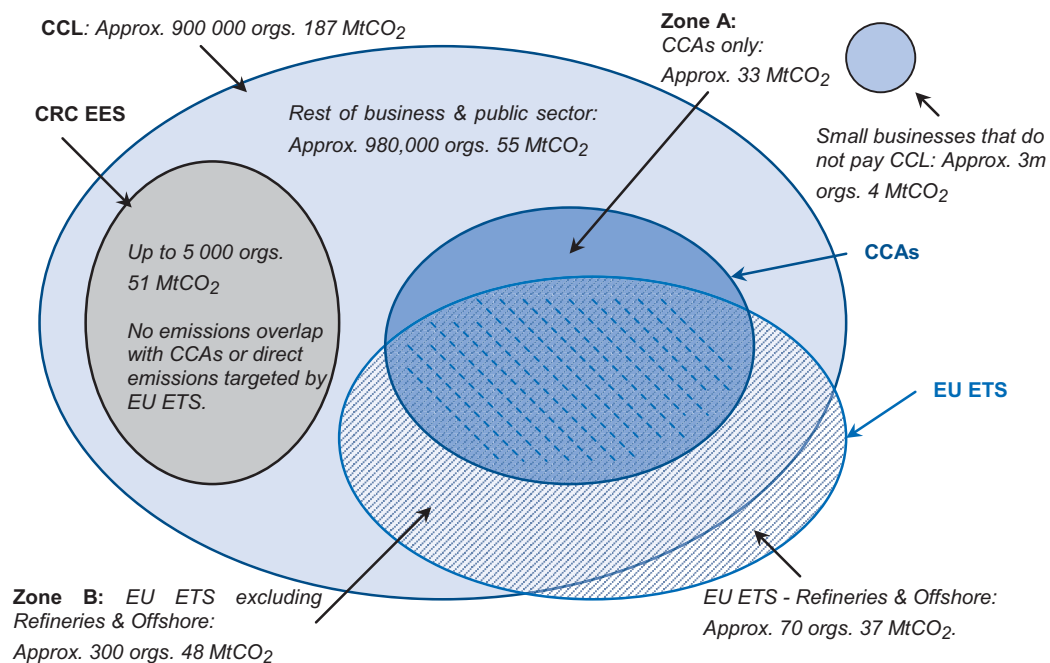 CCL: Approx. 900 000 orgs. 187 MtCO2
Zone A:
CCAs only:
Approx. 33 MtCO2
CRC EES
Rest of business & public sector:
Approx. 980,000 orgs. 55 MtCO2
Small businesses that do
not pay CCL: Approx. 3m
orgs. 4 MtCO2
Up to 5 000 orgs.
51 MtCO2
No emissions overlap
with CCAs or direct
emissions targeted by
EU ETS.
CCAs
EU ETS
Zone B: EU ETS excluding
Refineries & Offshore:
Approx. 300 orgs. 48 MtCO2
EU ETS - Refineries & Offshore:
Approx. 70 orgs. 37 MtCO2.